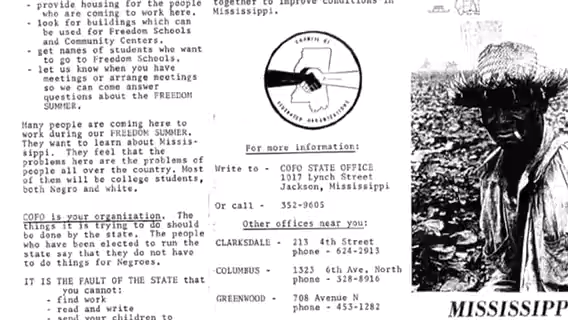 - provide housing for the people
who are coming to work here.
- look for buildings which can
be used for Freedom Schools
and Community Centers.
- get names of students who want
to go to Freedom Schools.
- let us know when you have
meetings or arrange meetings
so we can come answer
questions about the FREEDOM
SUMMER.
Many people are coming here to
work during our FREEDOM SUMMER.
They want to learn about Missis-
sippi. They feel that the
problems here are the problems of
people all over the country. Most
of them will be college students,
both Negro and white.
COFO is your organization. The
things it is trying to do should
be done by the state. The people
who have been elected to run the
state say that they do not have
to do things for Negroes.
IT IS THE FAULT OF THE STATE that
you cannot:
- find work
- read and write
- send your children to
together to improve conditions in
Mississippi.
COUNCIL OF
FEDERATED ORGANIZATIONS
For more information:
Write to - COFO STATE OFFICE
1017 Lynch Street
Jackson, Mississippi
Or call - 352-9605
Other offices near you:
CLARKSDALE - 213 4th Street
phone - 624-2913
COLUMBUS - 1323 6th Ave. North
phone - 328-8916
GREENWOOD - 708 Avenue N
phone - 453-1282
MISSISSIPP